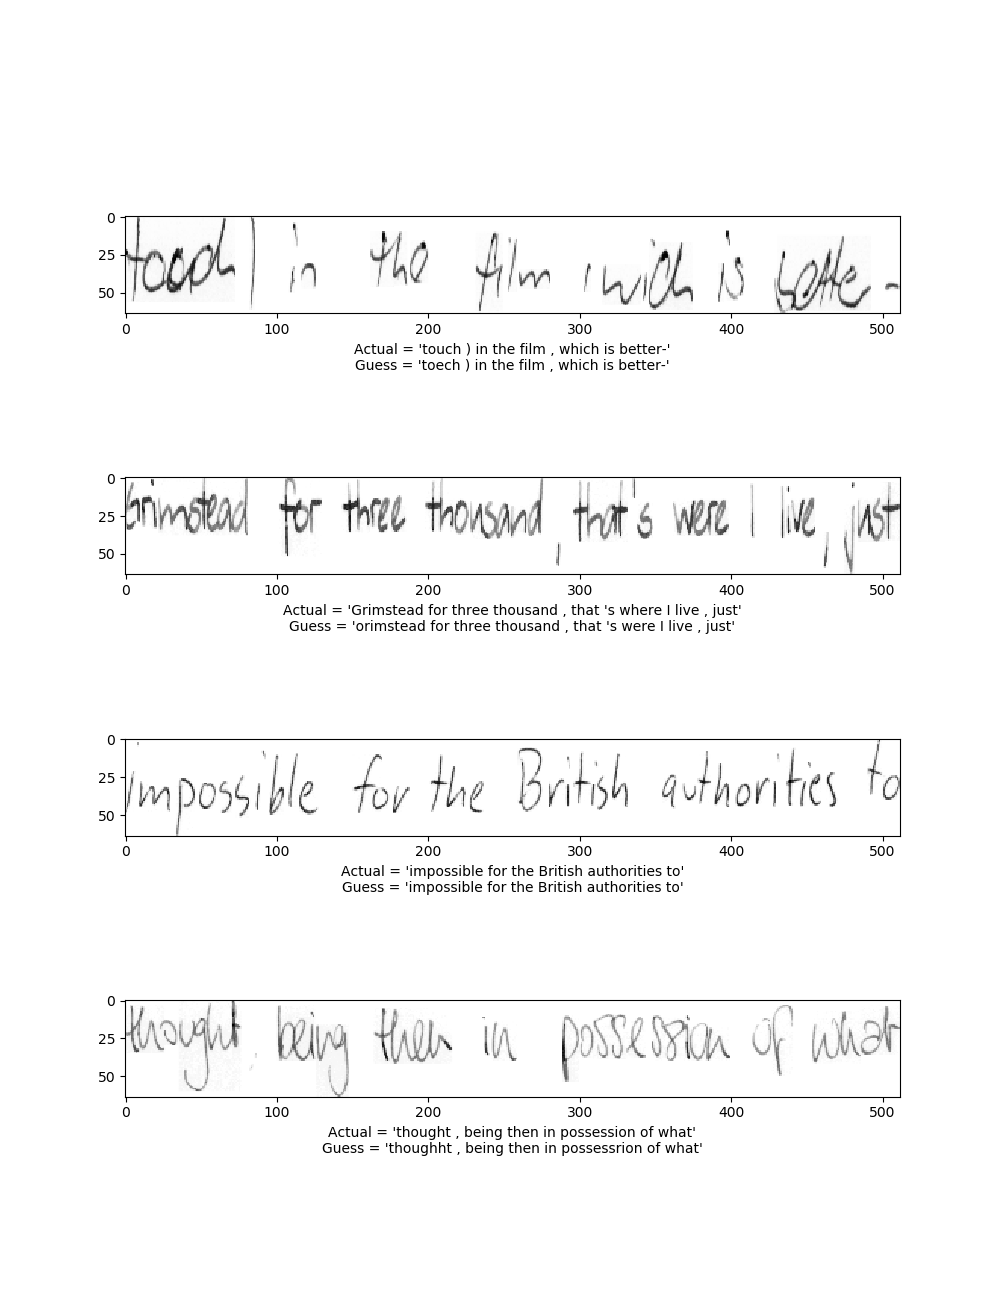 touch ) in the film , which is better-
0
25
50
0 100 200 300 400 500
Actual = 'touch ) in the film , which is better-'
Guess = 'toech ) in the film , which is better-'
Grimstead for three thousand , that's were I live , just
0
25
50
0 100 200 300 400 500
Actual = 'Grimstead for three thousand , that 's where I live , just'
Guess = 'orimstead for three thousand , that 's were I live , just'
impossible for the British authorities to
0
25
50
0 100 200 300 400 500
Actual = 'impossible for the British authorities to'
Guess = 'impossible for the British authorities to'
thought , being then in possession of what
0
25
50
0 100 200 300 400 500
Actual = 'thought , being then in possession of what'
Guess = 'thoughht , being then in possessrion of what'